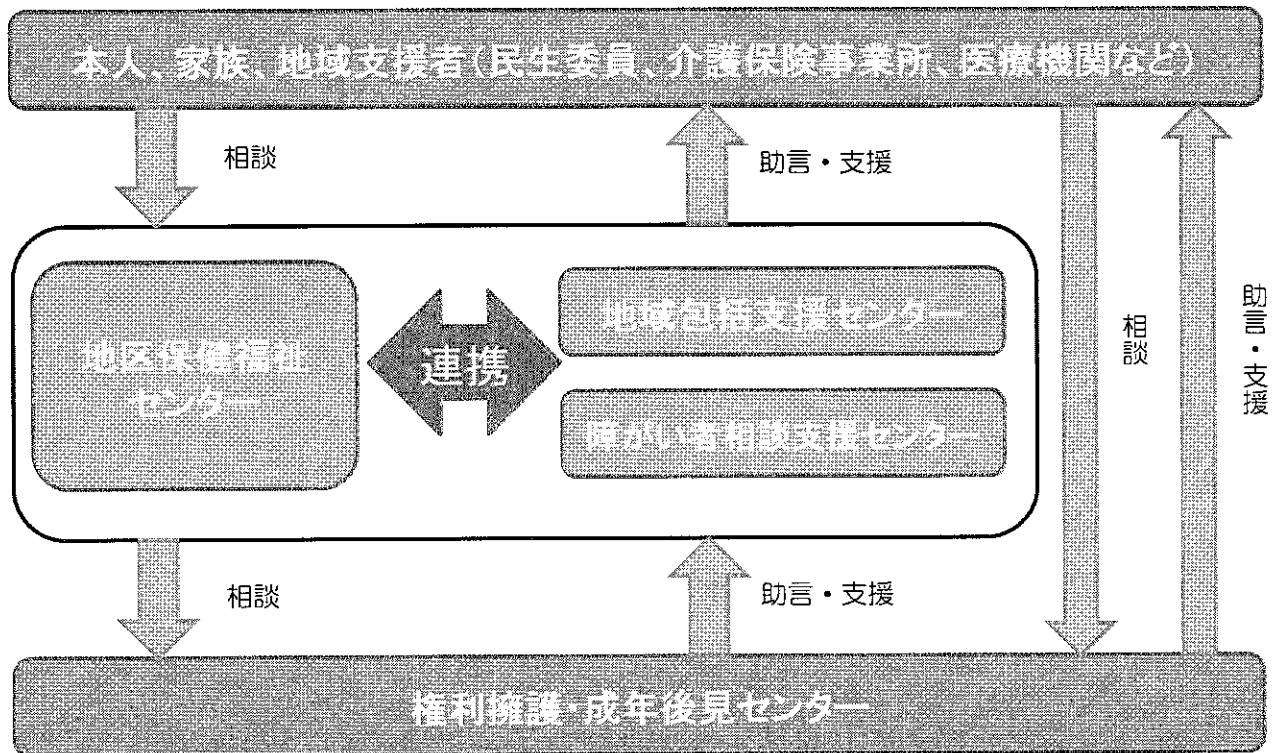 本人、家族、地域支援者(民生委員、介護保険事業所、医療機関など)
相談
助言・支援
地区保健福祉
センター
連携
地域包括支援センター
障がい者相談支援センター
相談
助言・支援
相談
助言・支援
権利擁護・成年後見センター